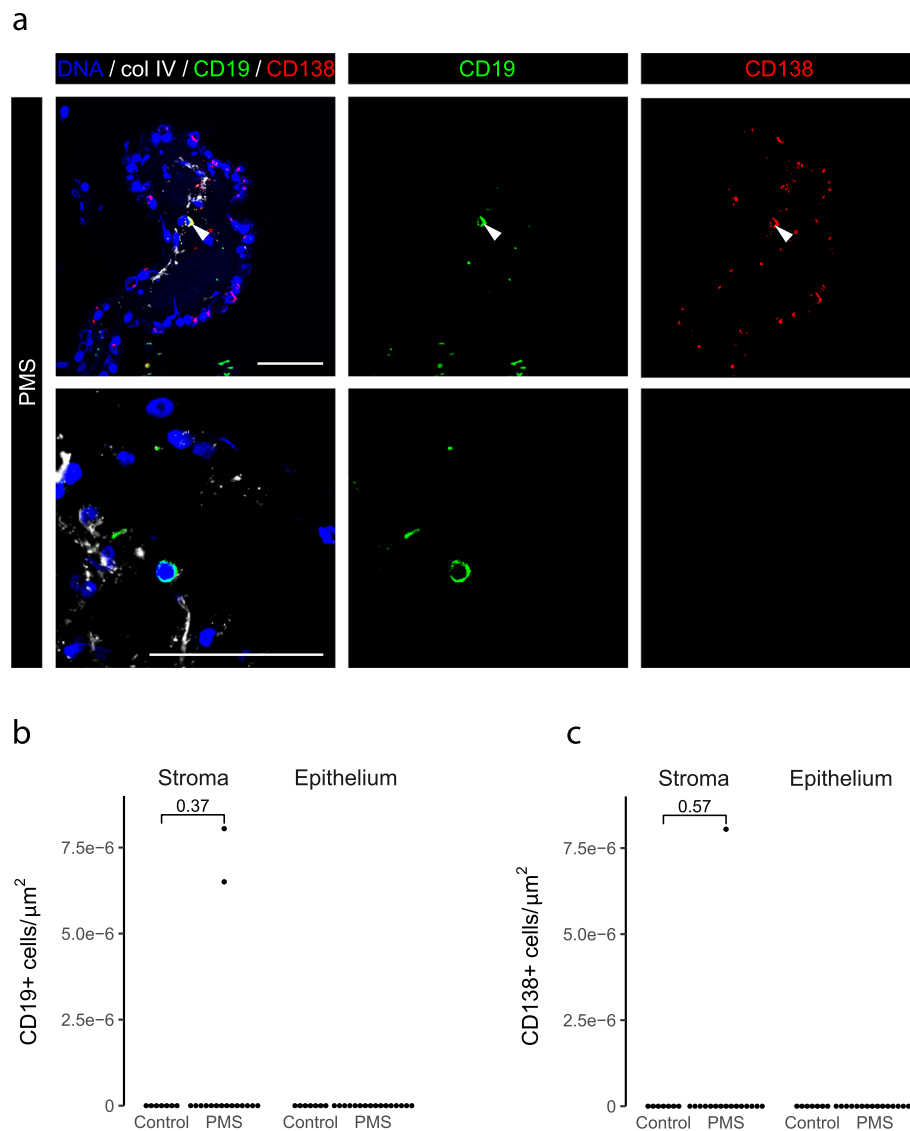 a
DNA / col IV / CD19 / CD138
CD19
CD138
PMS
b
Stroma
Epithelium
0.37
7.5e−6
5.0e−6
2.5e−6
0
CD19+ cells/µm²
Control
PMS
Control
PMS
c
Stroma
Epithelium
0.57
7.5e−6
5.0e−6
2.5e−6
0
CD138+ cells/µm²
Control
PMS
Control
PMS